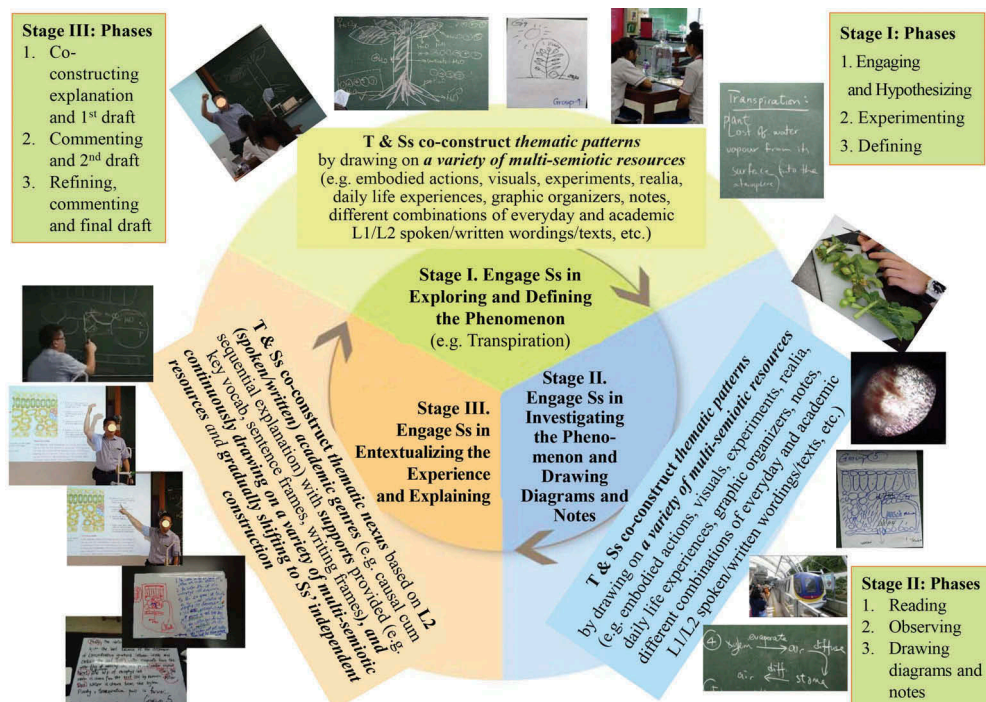 Stage III: Phases
1. Co-
constructing
explanation
and 1st draft
2. Commenting
and 2nd draft
3. Refining,
commenting
and final draft
Group 9
Transpiration:
plant
Lost of water
vapour from its
surface into the
atmosphere)
Stage I: Phases
1. Engaging
and Hypothesizing
2. Experimenting
3. Defining
T & Ss co-construct thematic patterns
by drawing on a variety of multi-semiotic resources
(e.g. embodied actions, visuals, experiments, realia,
daily life experiences, graphic organizers, notes,
different combinations of everyday and academic
L1/L2 spoken/written wordings/texts, etc.)
Stage I. Engage Ss in
Exploring and Defining
the Phenomenon
(e.g. Transpiration)
Stage II.
Engage Ss in
Investigating
the Pheno-
menon and
Drawing
Diagrams and
Notes
Stage III.
Engage Ss in
Entextualizing the
Experience
and Explaining
T & Ss co-construct thematic patterns
by drawing on a variety of multi-semiotic resources
(e.g. embodied actions, visuals, experiments, realia,
daily life experiences, graphic organizers, notes,
different combinations of everyday and academic
L1/L2 spoken/written wordings/texts, etc.)
T & Ss co-construct thematic nexus based on L2
(spoken/written) academic genres (e.g. causal cum
sequential explanation) with supports provided (e.g.
key vocab, sentence frames, writing frames), and
continuously drawing on a variety of multi-semiotic
resources and gradually shifting to Ss' independent
construction
Group 5
4 xylem evaporate air diffuse
air diff stoma
Stage II: Phases
1. Reading
2. Observing
3. Drawing
diagrams and
notes